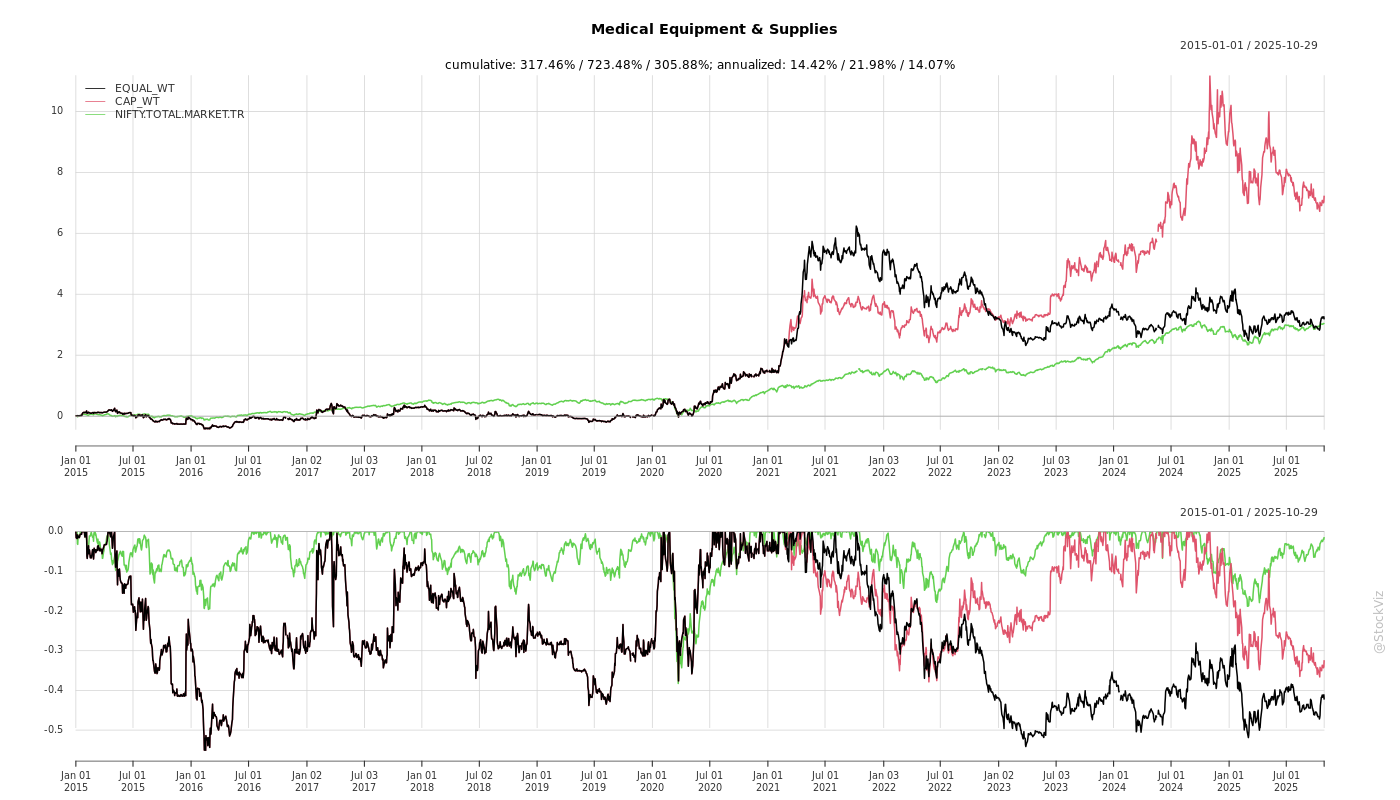 Medical Equipment & Supplies
2015-01-01 / 2025-10-29
cumulative: 317.46% / 723.48% / 305.88%; annualized: 14.42% / 21.98% / 14.07%
EQUAL_WT
CAP_WT
NIFTY.TOTAL.MARKET.TR
10
8
6
4
2
0
Jan 01 Jul 01 Jan 01 Jul 01 Jan 02 Jul 03 Jan 01 Jul 02 Jan 01 Jul 01 Jan 01 Jul 01 Jan 01 Jul 01 Jan 03 Jul 01 Jan 02 Jul 03 Jan 01 Jul 01 Jan 01 Jul 01
2015 2015 2016 2016 2017 2017 2018 2018 2019 2019 2020 2020 2021 2021 2022 2022 2023 2023 2024 2024 2025 2025
2015-01-01 / 2025-10-29
0.0
-0.1
-0.2
-0.3
-0.4
-0.5
Jan 01 Jul 01 Jan 01 Jul 01 Jan 02 Jul 03 Jan 01 Jul 02 Jan 01 Jul 01 Jan 01 Jul 01 Jan 01 Jul 01 Jan 03 Jul 01 Jan 02 Jul 03 Jan 01 Jul 01 Jan 01 Jul 01
2015 2015 2016 2016 2017 2017 2018 2018 2019 2019 2020 2020 2021 2021 2022 2022 2023 2023 2024 2024 2025 2025
@StockViz